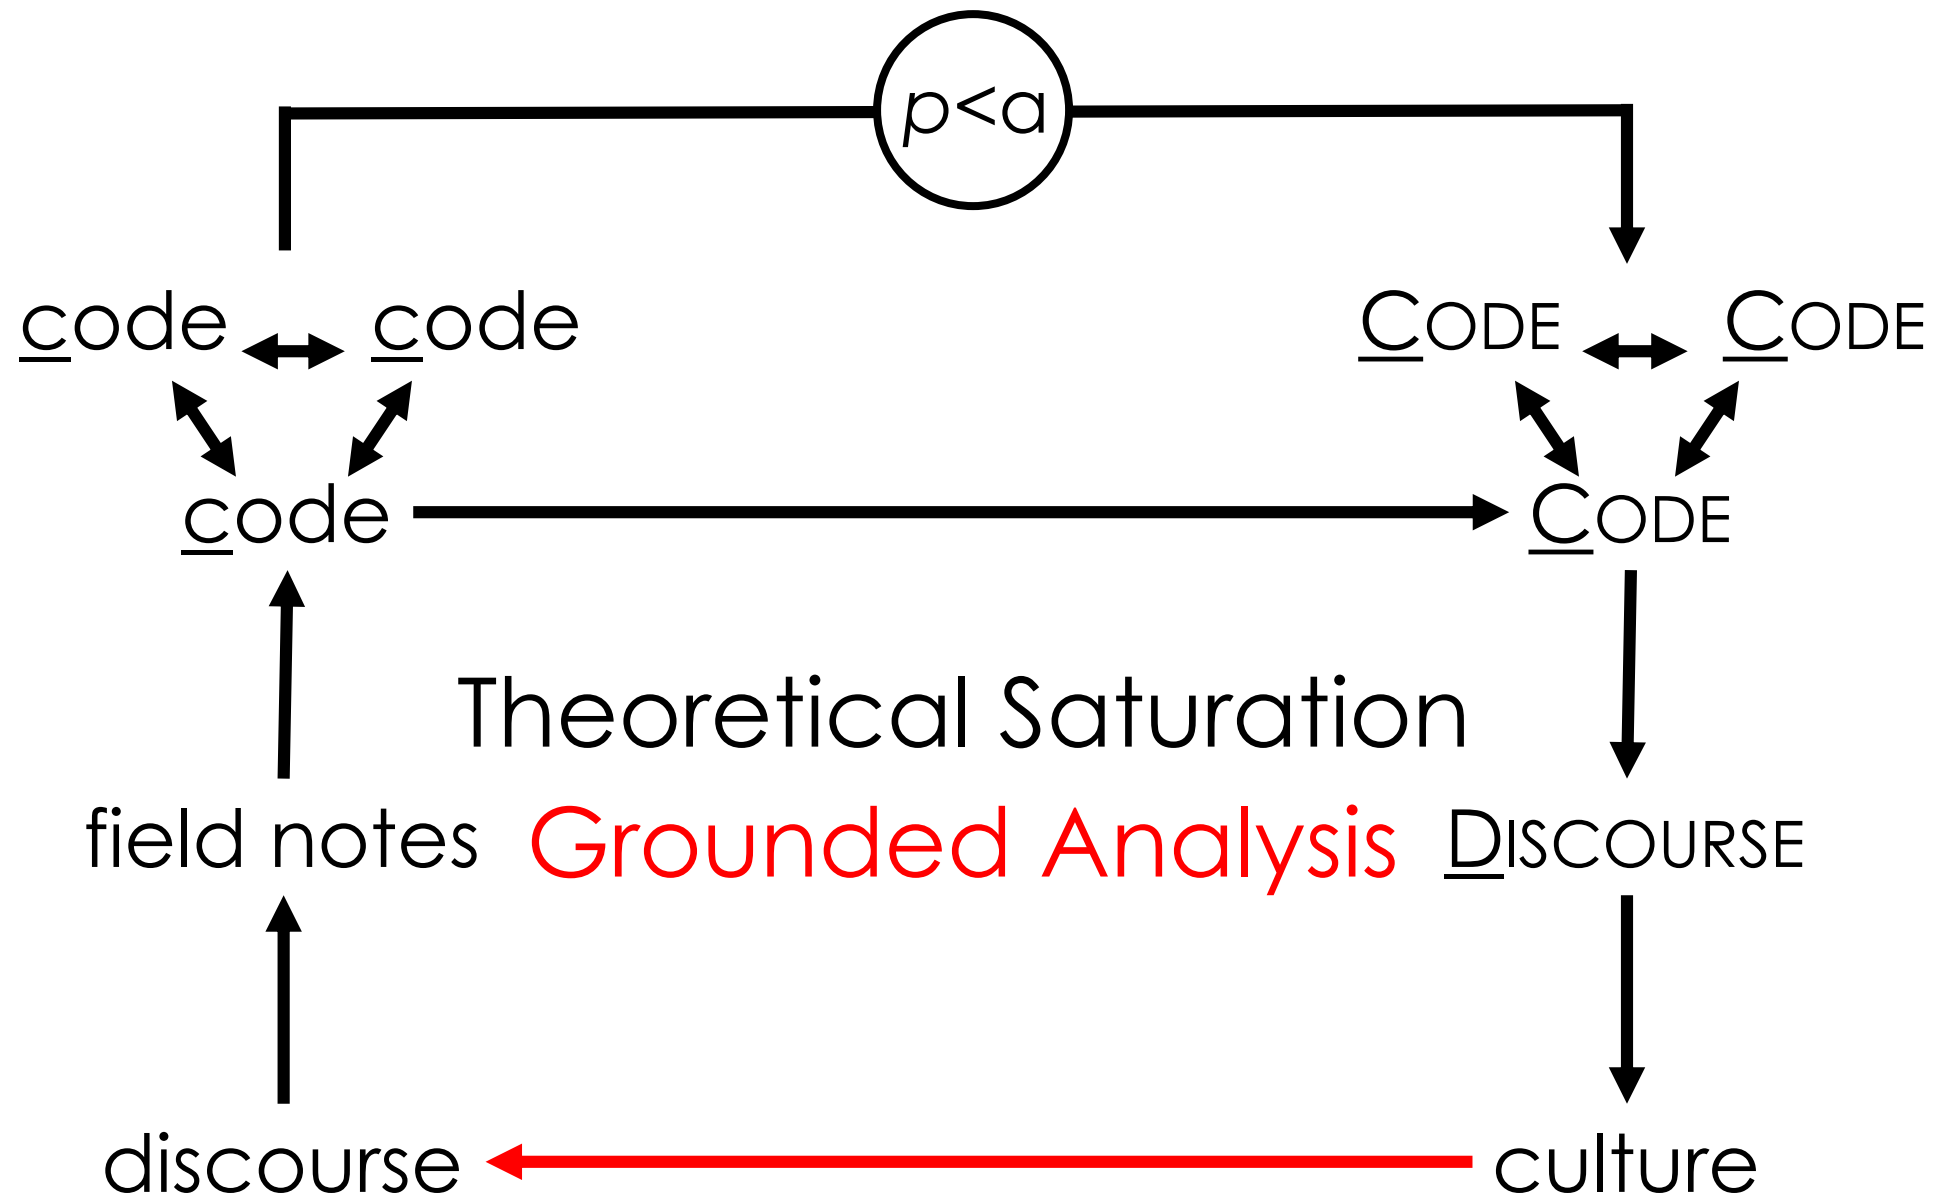 p<a
code code
CODE CODE
code
CODE
Theoretical Saturation
field notes
Grounded Analysis
DISCOURSE
discourse
culture